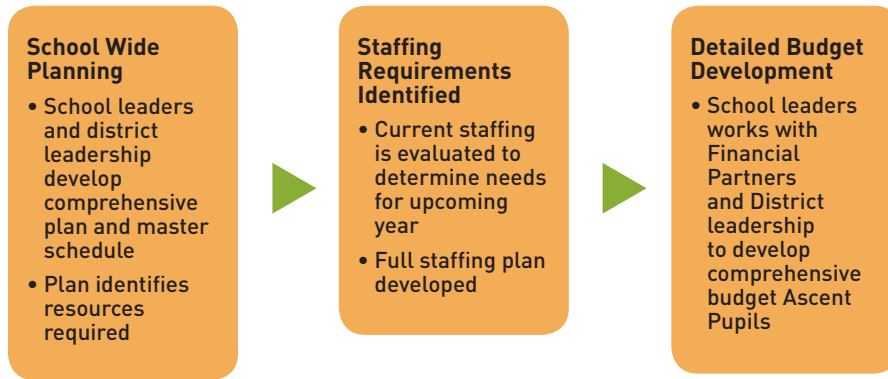 School Wide
Planning
• School leaders
and district
leadership
develop
comprehensive
plan and master
schedule
• Plan identifies
resources
required
Staffing
Requirements
Identified
• Current staffing
is evaluated to
determine needs
for upcoming
year
• Full staffing plan
developed
Detailed Budget
Development
• School leaders
works with
Financial
Partners
and District
leadership
to develop
comprehensive
budget Ascent
Pupils